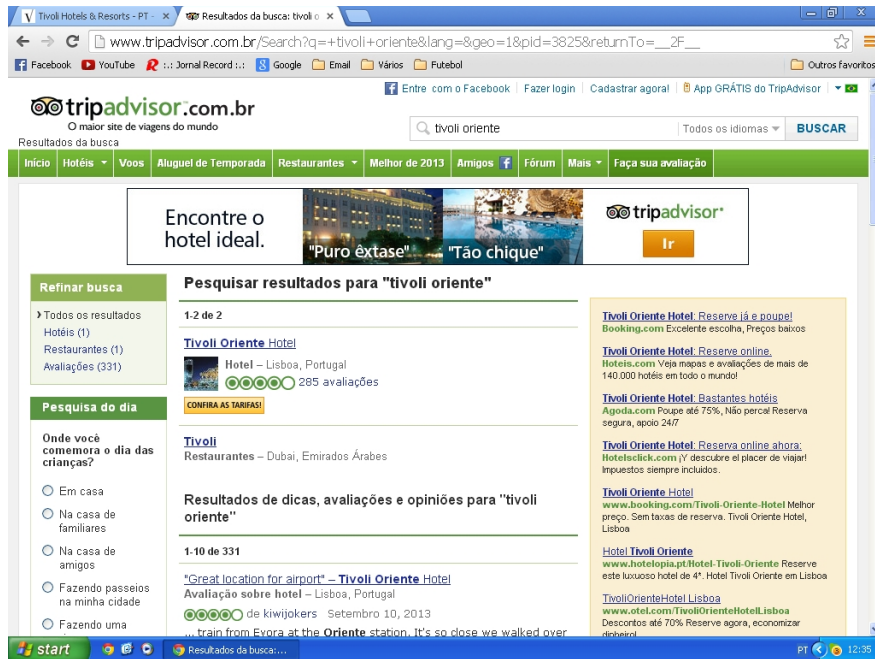 Tivoli Hotels & Resorts - PT -
Resultados da busca: tivoli o
www.tripadvisor.com.br/Search?q=+tivoli+oriente&lang=&geo=1&pid=3825&returnTo=__2F__
Facebook YouTube :.: Jornal Record :.: Google Email Vários Futebol Outros favoritos
Entre com o Facebook Fazer login Cadastrar agora! App GRÁTIS do TripAdvisor
tripadvisor.com.br
O maior site de viagens do mundo
tivoli oriente Todos os idiomas BUSCAR
Resultados da busca
Início Hotéis Voos Aluguel de Temporada Restaurantes Melhor de 2013 Amigos Fórum Mais Faça sua avaliação
Encontre o
hotel ideal.
"Puro êxtase" "Tão chique"
tripadvisor
Ir
Refinar busca
Todos os resultados
Hotéis (1)
Restaurantes (1)
Avaliações (331)
Pesquisa do dia
Onde você
comemora o dia das
crianças?
Em casa
Na casa de
familiares
Na casa de
amigos
Fazendo passeios
na minha cidade
Fazendo uma
Pesquisar resultados para "tivoli oriente"
1-2 de 2
Tivoli Oriente Hotel
Hotel – Lisboa, Portugal
285 avaliações
CONFIRA AS TARIFAS!
Tivoli
Restaurantes – Dubai, Emirados Árabes
Resultados de dicas, avaliações e opiniões para "tivoli
oriente"
1-10 de 331
"Great location for airport" – Tivoli Oriente Hotel
Avaliação sobre hotel – Lisboa, Portugal
de kiwijokers Setembro 10, 2013
... train from Evora at the Oriente station. It's so close we walked over
Tivoli Oriente Hotel: Reserve já e poupe!
Booking.com Excelente escolha, Preços baixos
Tivoli Oriente Hotel: Reserve online.
Hoteis.com Veja mapas e avaliações de mais de
140.000 hotéis em todo o mundo!
Tivoli Oriente Hotel: Bastantes hotéis
Agoda.com Poupe até 75%, Não perca! Reserva
segura, apoio 24/7
Tivoli Oriente Hotel: Reserva online ahora:
Hotelsclick.com ¡Y descubre el placer de viajar!
Impuestos siempre incluidos.
Tivoli Oriente Hotel
www.booking.com/Tivoli-Oriente-Hotel Melhor
preço. Sem taxas de reserva. Tivoli Oriente Hotel,
Lisboa
Hotel Tivoli Oriente
www.hotelopia.pt/Hotel-Tivoli-Oriente Reserve
este luxuoso hotel de 4*. Hotel Tivoli Oriente em Lisboa
TivoliOrienteHotel Lisboa
www.otel.com/TivoliOrienteHotelLisboa
Descontos até 70% Reserve agora, economizar
dinheiro!
start Resultados da busca:... PT 12:35